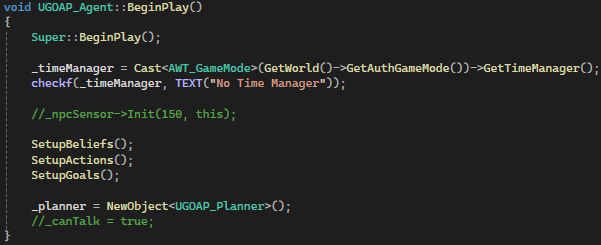 void UGOAP_Agent::BeginPlay()
{
    Super::BeginPlay();

    _timeManager = Cast<AWT_GameMode>(GetWorld()->GetAuthGameMode())->GetTimeManager();
    checkf(_timeManager, TEXT("No Time Manager"));

    //_npcSensor->Init(150, this);

    SetupBeliefs();
    SetupActions();
    SetupGoals();

    _planner = NewObject<UGOAP_Planner>();
    //_canTalk = true;
}